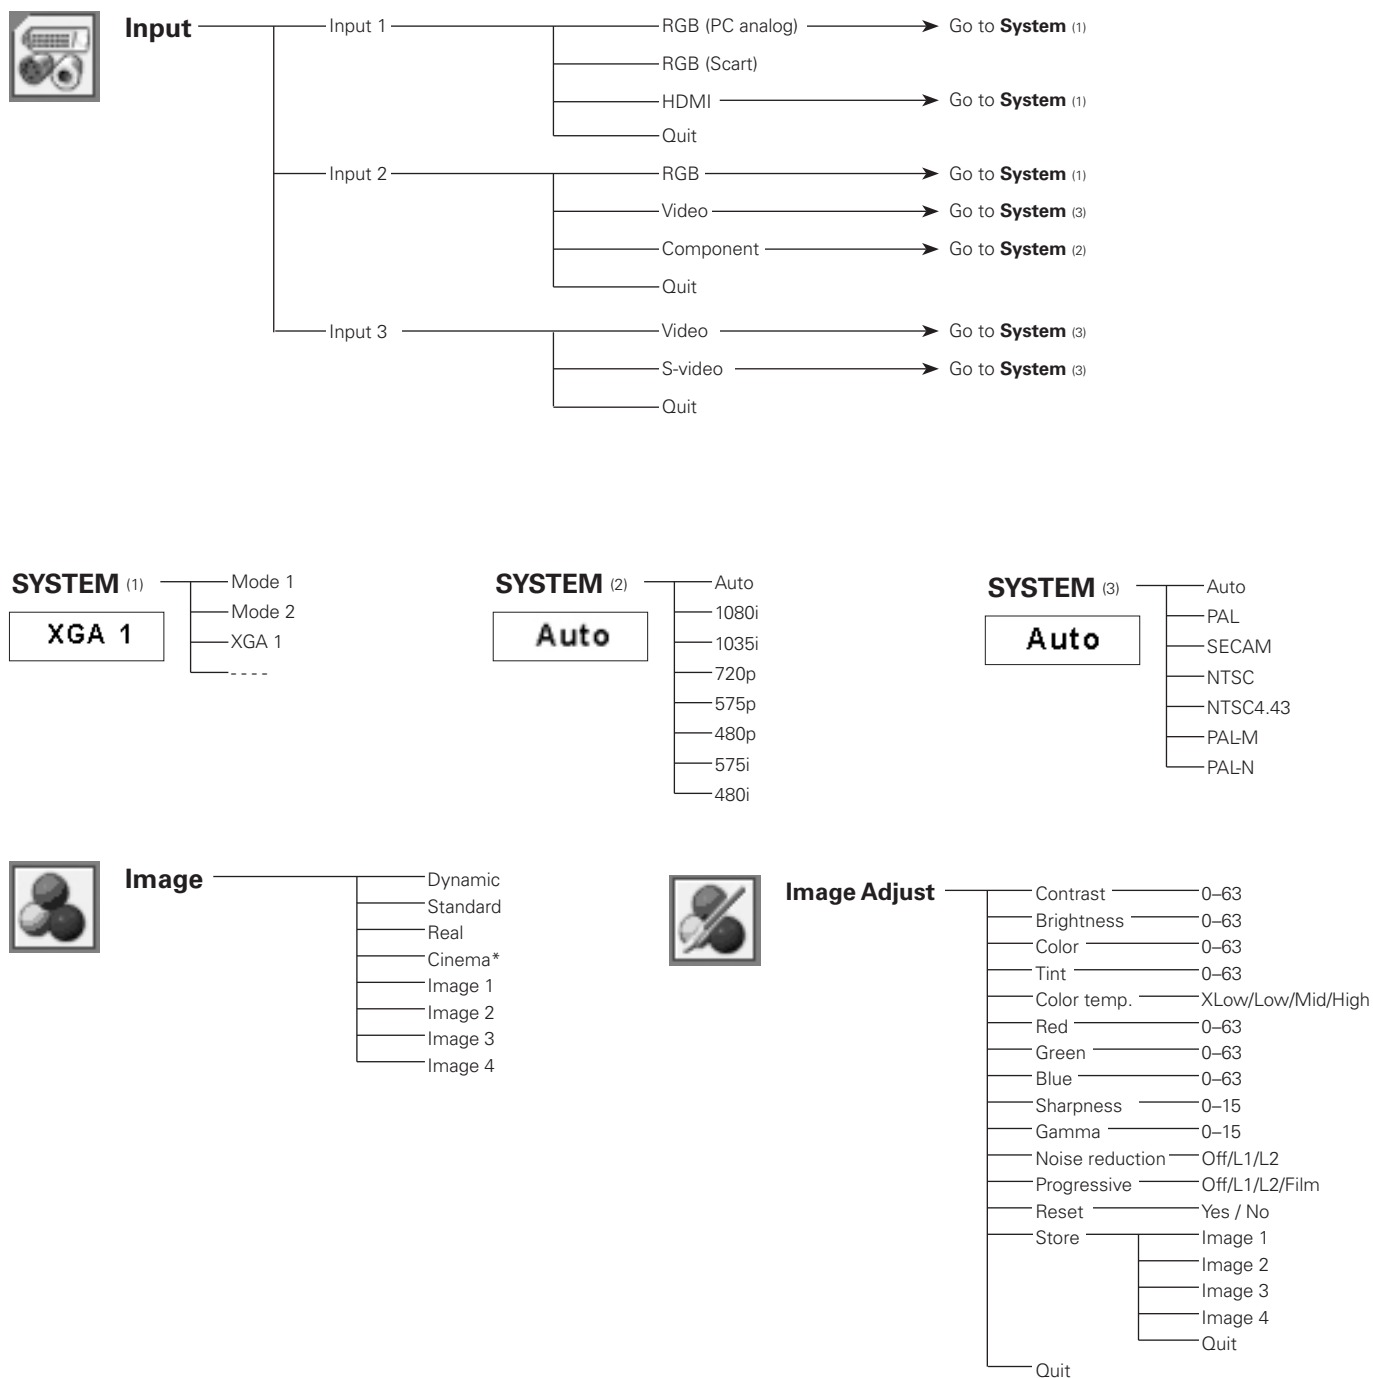 Input
Input 1
RGB (PC analog)
Go to System (1)
RGB (Scart)
HDMI
Go to System (1)
Quit
Input 2
RGB
Go to System (1)
Video
Go to System (3)
Component
Go to System (2)
Quit
Input 3
Video
Go to System (3)
S-video
Go to System (3)
Quit
SYSTEM (1)
XGA 1
Mode 1
Mode 2
XGA 1
- - - -
SYSTEM (2)
Auto
Auto
1080i
1035i
720p
575p
480p
575i
480i
SYSTEM (3)
Auto
Auto
PAL
SECAM
NTSC
NTSC4.43
PAL-M
PAL-N
Image
Dynamic
Standard
Real
Cinema*
Image 1
Image 2
Image 3
Image 4
Image Adjust
Contrast 0–63
Brightness 0–63
Color 0–63
Tint 0–63
Color temp. XLow/Low/Mid/High
Red 0–63
Green 0–63
Blue 0–63
Sharpness 0–15
Gamma 0–15
Noise reduction Off/L1/L2
Progressive Off/L1/L2/Film
Reset Yes / No
Store Image 1
Image 2
Image 3
Image 4
Quit
Quit